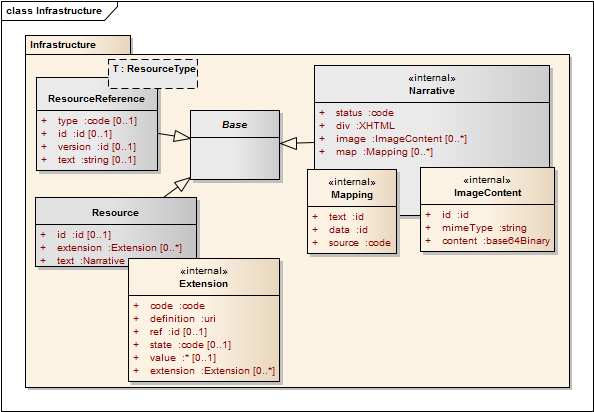 class Infrastructure
Infrastructure
T : ResourceType
ResourceReference
+ type :code [0..1]
+ id :id [0..1]
+ version :id [0..1]
+ text :string [0..1]
Base
«internal»
Narrative
+ status :code
+ div :XHTML
+ image :ImageContent [0..*]
+ map :Mapping [0..*]
«internal»
Mapping
+ text :id
+ data :id
+ source :code
«internal»
ImageContent
+ id :id
+ mimeType :string
+ content :base64Binary
Resource
+ id :id [0..1]
+ extension :Extension [0..*]
+ text :Narrative
«internal»
Extension
+ code :code
+ definition :uri
+ ref :id [0..1]
+ state :code [0..1]
+ value :* [0..1]
+ extension :Extension [0..*]